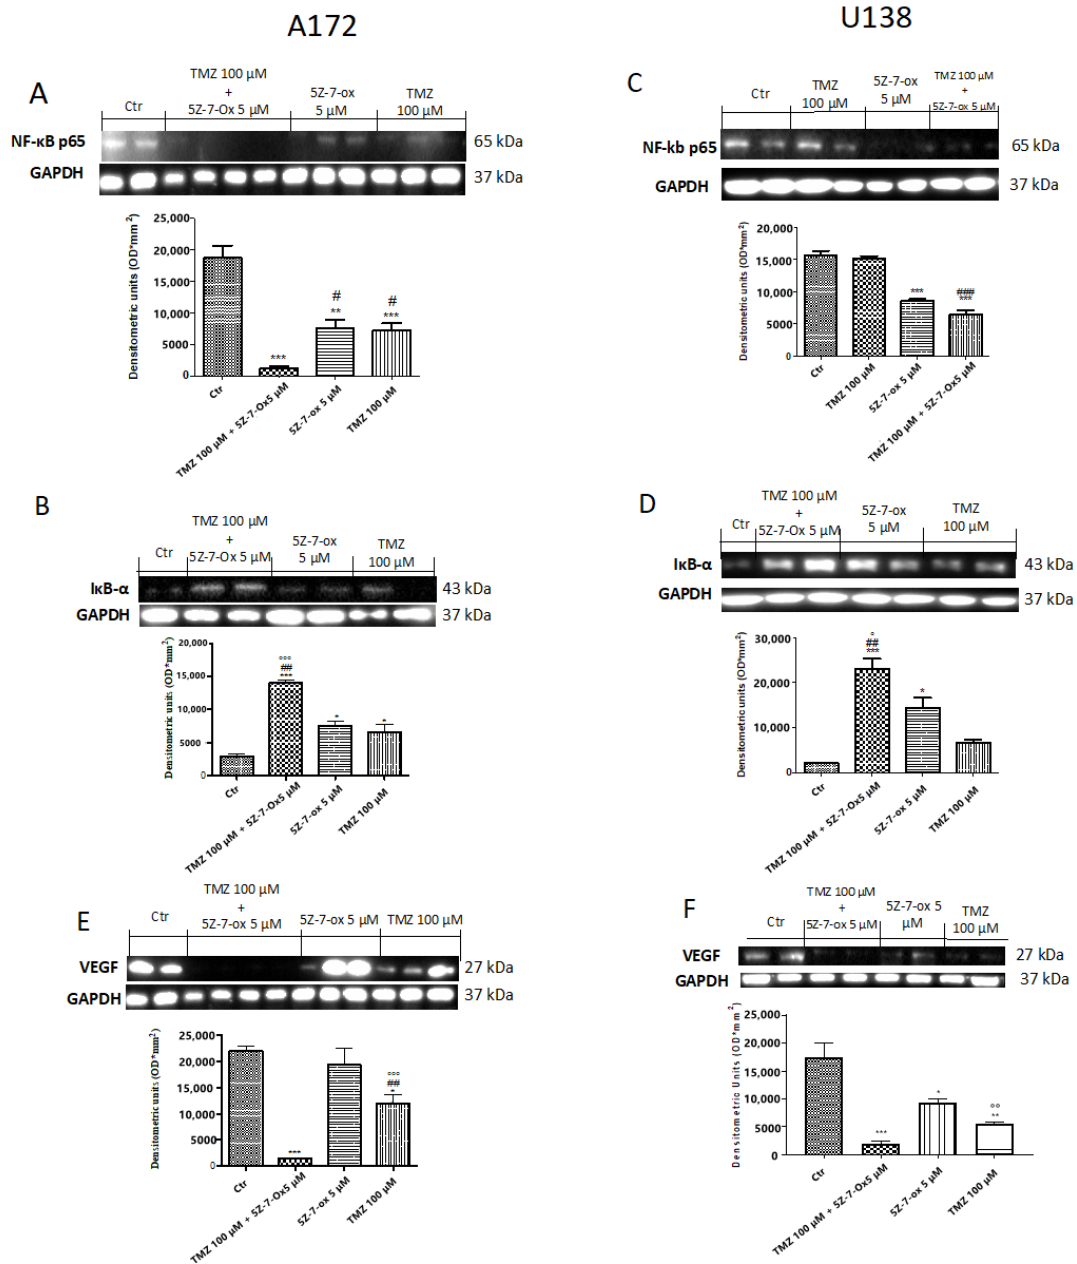 A172
U138
A
Ctr
TMZ 100 µM
+
5Z-7-Ox 5 µM
5Z-7-ox
5 µM
TMZ
100 µM
NF-κB p65
65 kDa
GAPDH
37 kDa
Densitometric units (OD*mm²)
25,000
20,000
15,000
10,000
5000
0
***
#
**
#
***
Ctr
TMZ 100 µM + 5Z-7-Ox5 µM
5Z-7-ox 5 µM
TMZ 100 µM
C
Ctr
TMZ
100 µM
5Z-7-ox
5 µM
TMZ 100 µM
+
5Z-7-ox 5 µM
NF-kb p65
65 kDa
GAPDH
37 kDa
Densitometric units (OD*mm²)
20,000
15,000
10,000
5000
0
***
###
***
Ctr
TMZ 100 µM
5Z-7-ox 5 µM
TMZ 100 µM + 5Z-7-Ox5 µM
B
Ctr
TMZ 100 µM
+
5Z-7-Ox 5 µM
5Z-7-ox
5 µM
TMZ
100 µM
IκB-α
43 kDa
GAPDH
37 kDa
Densitometric units (OD*mm²)
20,000
15,000
10,000
5000
0
°°°
##
***
*
*
Ctr
TMZ 100 µM + 5Z-7-Ox5 µM
5Z-7-ox 5 µM
TMZ 100 µM
D
Ctr
TMZ 100 µM
+
5Z-7-Ox 5 µM
5Z-7-ox
5 µM
TMZ
100 µM
IκB-α
43 kDa
GAPDH
37 kDa
Densitometric units (OD*mm²)
30,000
20,000
10,000
0
°
##
***
*
Ctr
TMZ 100 µM + 5Z-7-Ox5 µM
5Z-7-ox 5 µM
TMZ 100 µM
E
Ctr
TMZ 100 µM
+
5Z-7-ox 5 µM
5Z-7-ox 5 µM
TMZ 100 µM
VEGF
27 kDa
GAPDH
37 kDa
Densitometric units (OD*mm²)
25,000
20,000
15,000
10,000
5000
0
***
°°°
##
*
Ctr
TMZ 100 µM + 5Z-7-Ox5 µM
5Z-7-ox 5 µM
TMZ 100 µM
F
Ctr
TMZ 100 µM
+
5Z-7-ox 5 µM
5Z-7-ox 5
µM
TMZ
100 µM
VEGF
27 kDa
GAPDH
37 kDa
Densitometric Units (OD*mm²)
25,000
20,000
15,000
10,000
5000
0
***
*
°°
**
Ctr
TMZ 100 µM + 5Z-7-Ox5 µM
5Z-7-ox 5 µM
TMZ 100 µM